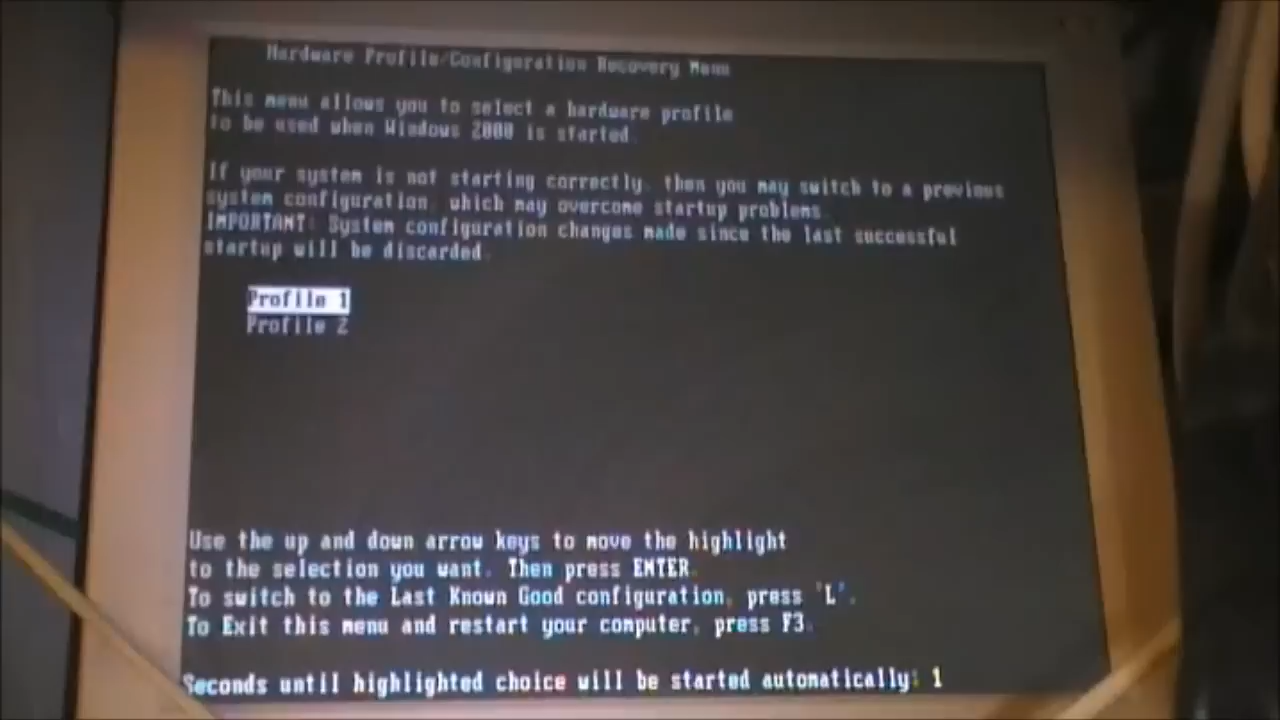 Hardware Profile/Configuration Recovery Menu
This menu allows you to select a hardware profile
to be used when Windows 2000 is started.
If your system is not starting correctly, then you may switch to a previous
system configuration, which may overcome startup problems.
IMPORTANT: System configuration changes made since the last successful
startup will be discarded.
Profile 1
Profile 2
Use the up and down arrow keys to move the highlight
to the selection you want. Then press ENTER.
To switch to the Last Known Good configuration, press 'L'.
To Exit this menu and restart your computer, press F3.
Seconds until highlighted choice will be started automatically: 1